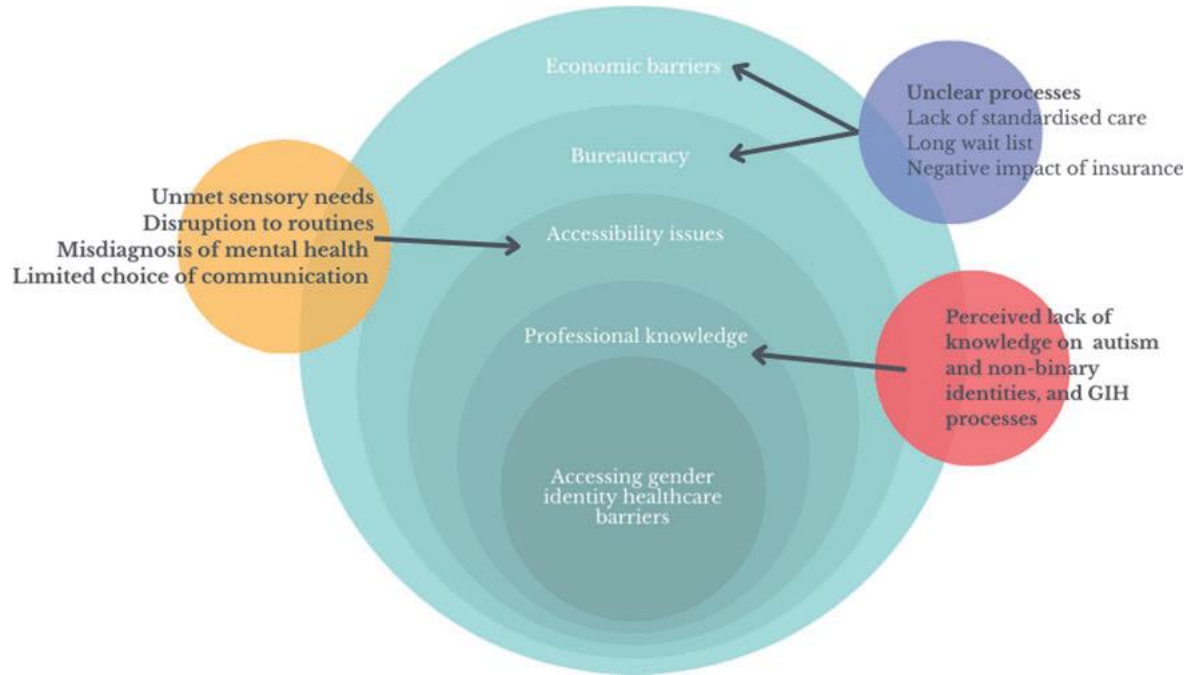 Economic barriers
Bureaucracy
Accessibility issues
Professional knowledge
Accessing gender
identity healthcare
barriers
Unmet sensory needs
Disruption to routines
Misdiagnosis of mental health
Limited choice of communication
Unclear processes
Lack of standardised care
Long wait list
Negative impact of insurance
Perceived lack of
knowledge on autism
and non-binary
identities, and GIH
processes